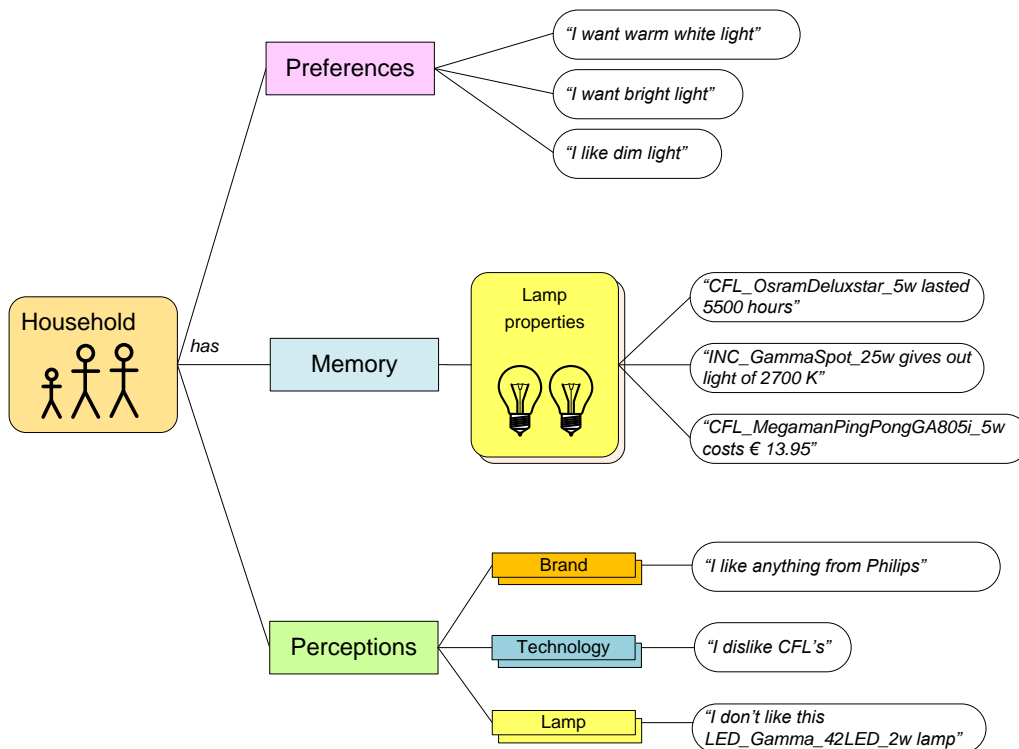 “I want warm white light”
Preferences
“I want bright light”
“I like dim light”
Household
has
Memory
Lamp
properties
“CFL_OsramDeluxstar_5w lasted
5500 hours”
“INC_GammaSpot_25w gives out
light of 2700 K”
“CFL_MegamanPingPongGA805i_5w
costs € 13.95”
Perceptions
Brand
“I like anything from Philips”
Technology
“I dislike CFL’s”
Lamp
“I don’t like this
LED_Gamma_42LED_2w lamp”